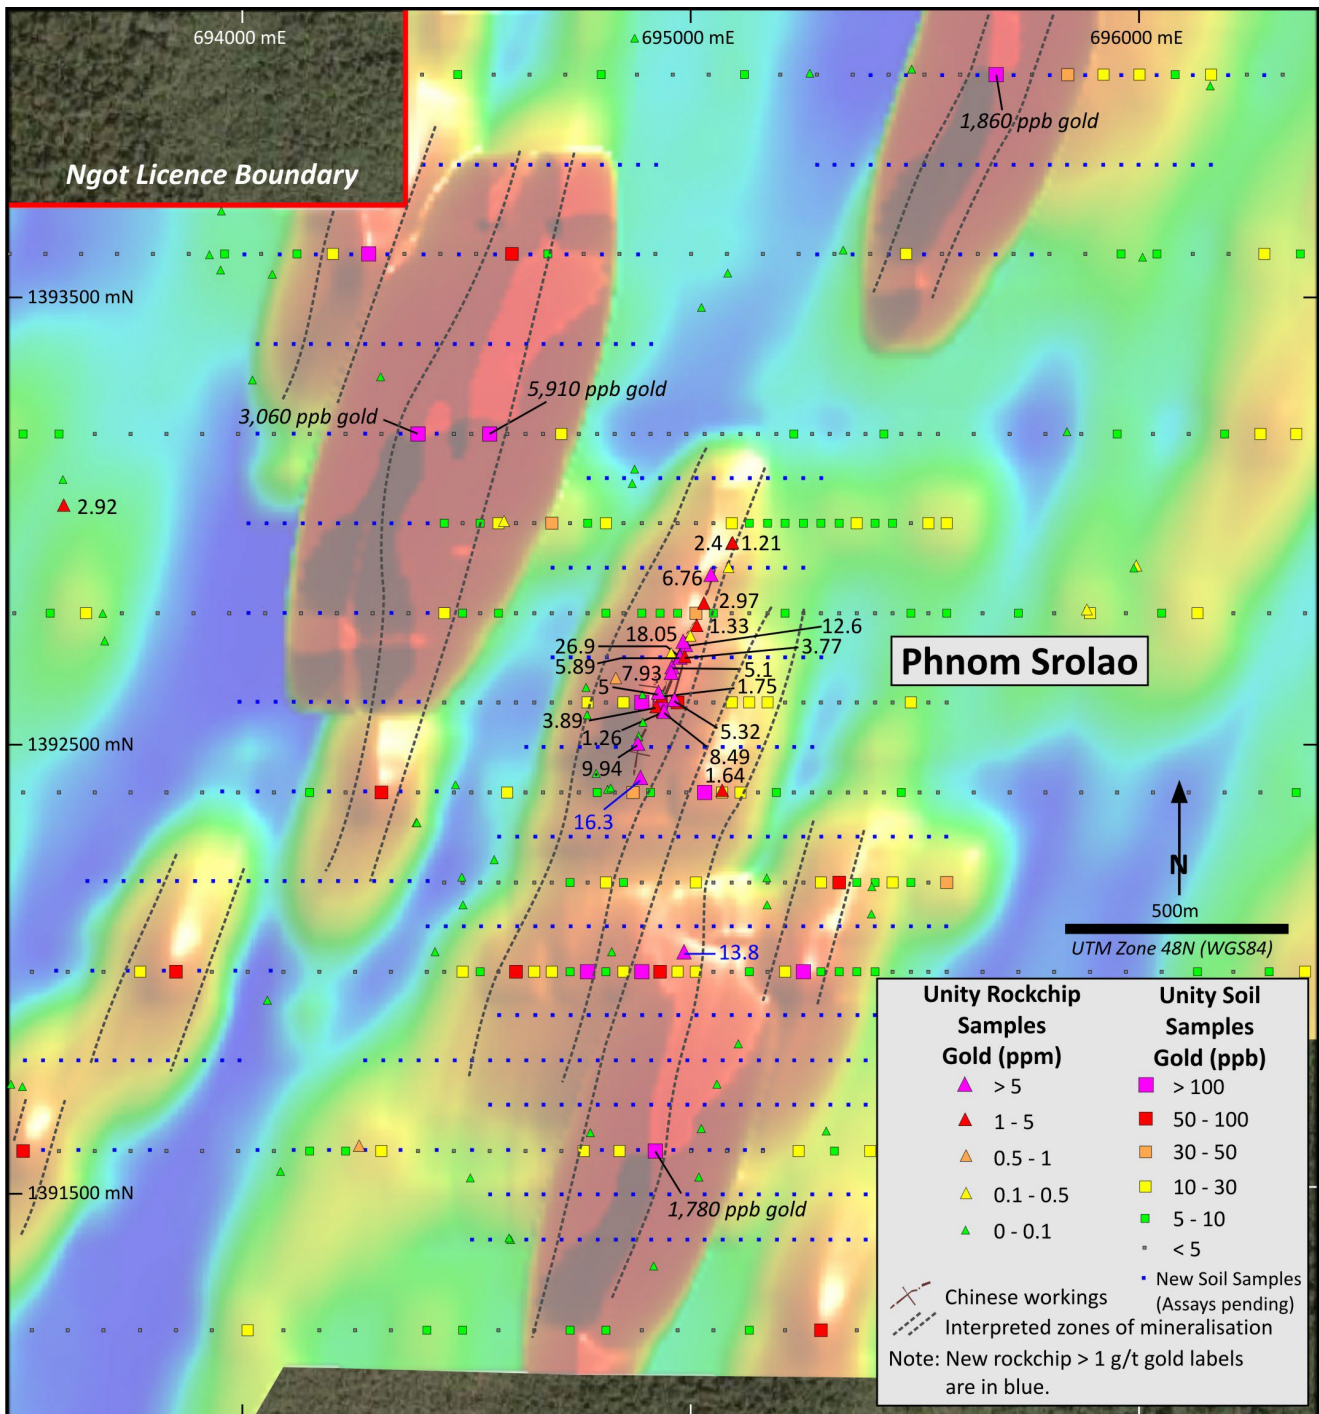 694000 mE
695000 mE
696000 mE
1,860 ppb gold
Ngot Licence Boundary
1393500 mN
5,910 ppb gold
3,060 ppb gold
2.92
2.4
1.21
6.76
2.97
1.33
12.6
18.05
26.9
3.77
5.89
7.93
5.1
5
1.75
3.89
5.32
1.26
8.49
9.94
1.64
16.3
Phnom Srolao
1392500 mN
N
500m
UTM Zone 48N (WGS84)
13.8
1391500 mN
1,780 ppb gold
Unity Rockchip
Samples
Gold (ppm)
> 5
1 - 5
0.5 - 1
0.1 - 0.5
0 - 0.1
Unity Soil
Samples
Gold (ppb)
> 100
50 - 100
30 - 50
10 - 30
5 - 10
< 5
New Soil Samples
(Assays pending)
Chinese workings
Interpreted zones of mineralisation
Note: New rockchip > 1 g/t gold labels
are in blue.